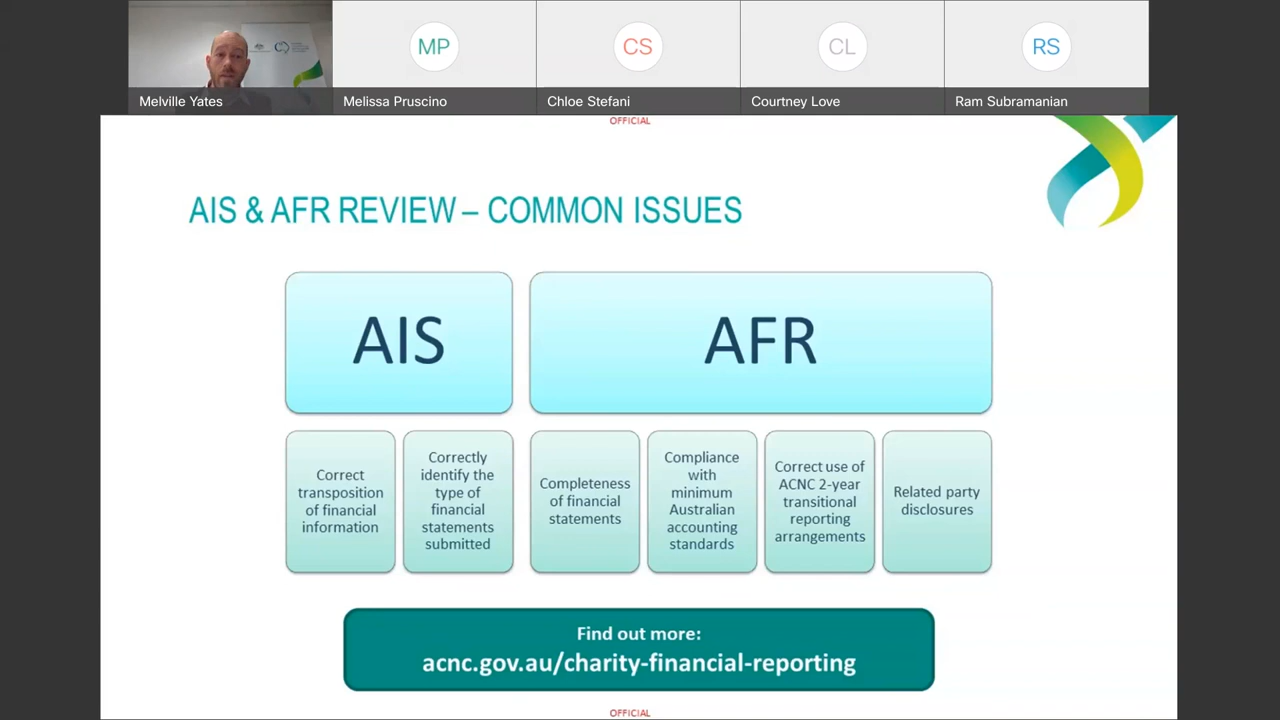 MP
CS
CL
RS
Melville Yates
Melissa Pruscino
Chloe Stefani
Courtney Love
Ram Subramanian
OFFICIAL
AIS & AFR REVIEW – COMMON ISSUES
AIS
AFR
Correct
transposition
of financial
information
Correctly
identify the
type of
financial
statements
submitted
Completeness
of financial
statements
Compliance
with
minimum
Australian
accounting
standards
Correct use of
ACNC 2-year
transitional
reporting
arrangements
Related party
disclosures
Find out more:
acnc.gov.au/charity-financial-reporting
OFFICIAL